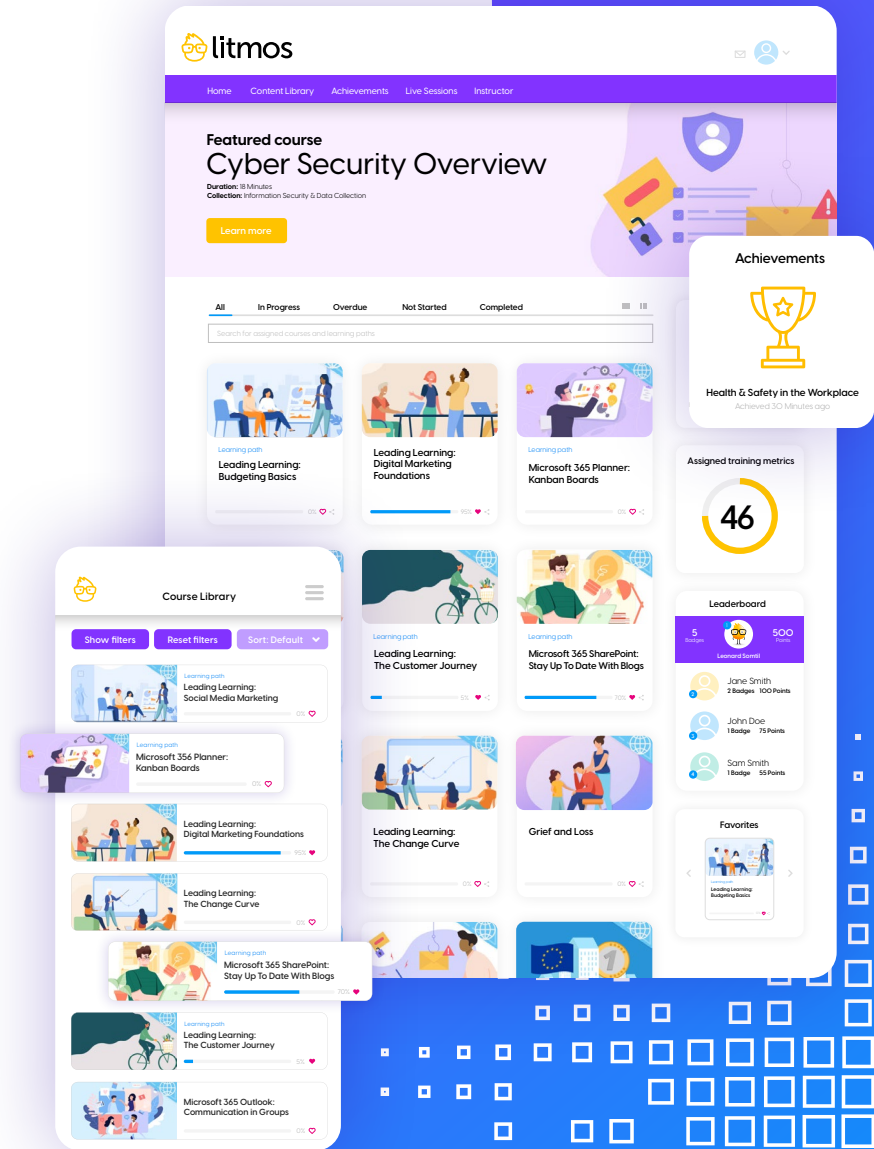 litmos
Home Content Library Achievements Live Sessions Instructor
Featured course
Cyber Security Overview
Duration: 18 Minutes
Collection: Information Security & Data Collection
Learn more
Achievements
Health & Safety in the Workplace
Achieved 30 Minutes ago
All In Progress Overdue Not Started Completed
Search for assigned courses and learning paths
Learning path
Leading Learning:
Budgeting Basics
0%
Leading Learning:
Digital Marketing
Foundations
95%
Learning path
Microsoft 365 Planner:
Kanban Boards
0%
Learning path
Leading Learning:
The Customer Journey
5%
Learning path
Microsoft 365 SharePoint:
Stay Up To Date With Blogs
70%
Leading Learning:
The Change Curve
0%
Grief and Loss
0%
1
Assigned training metrics
46
Leaderboard
5
Badges
500
Points
Leonard Somtil
Jane Smith
2 Badges 100 Points
2
John Doe
1 Badge 75 Points
3
Sam Smith
1 Badge 55 Points
4
Favorites
Learning path
Leading Learning:
Budgeting Basics
Course Library
Show filters Reset filters Sort: Default
Learning path
Leading Learning:
Social Media Marketing
0%
Learning path
Microsoft 356 Planner:
Kanban Boards
0%
Leading Learning:
Digital Marketing Foundations
95%
Leading Learning:
The Change Curve
0%
Learning path
Microsoft 365 SharePoint:
Stay Up To Date With Blogs
70%
Learning path
Leading Learning:
The Customer Journey
5%
Microsoft 365 Outlook:
Communication in Groups
0%